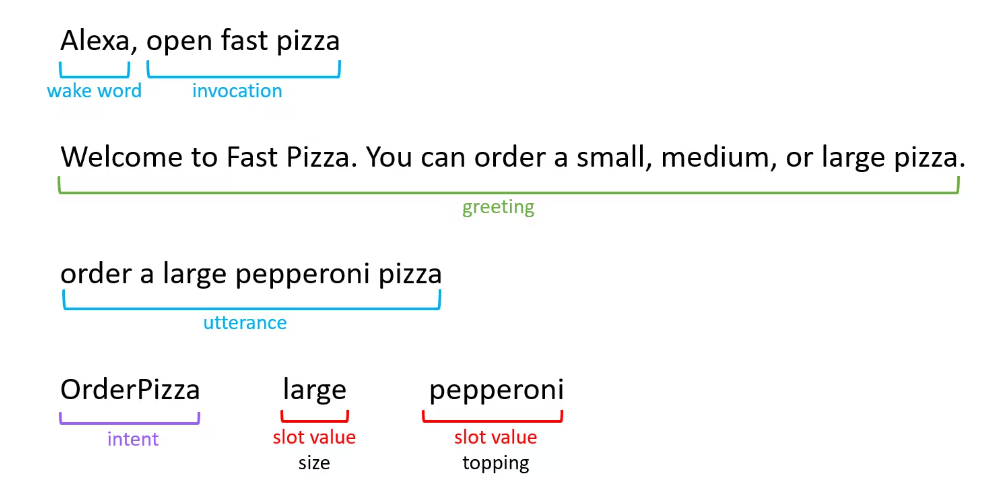 Alexa, open fast pizza
wake word invocation
Welcome to Fast Pizza. You can order a small, medium, or large pizza.
greeting
order a large pepperoni pizza
utterance
OrderPizza large pepperoni
intent slot value slot value
size topping